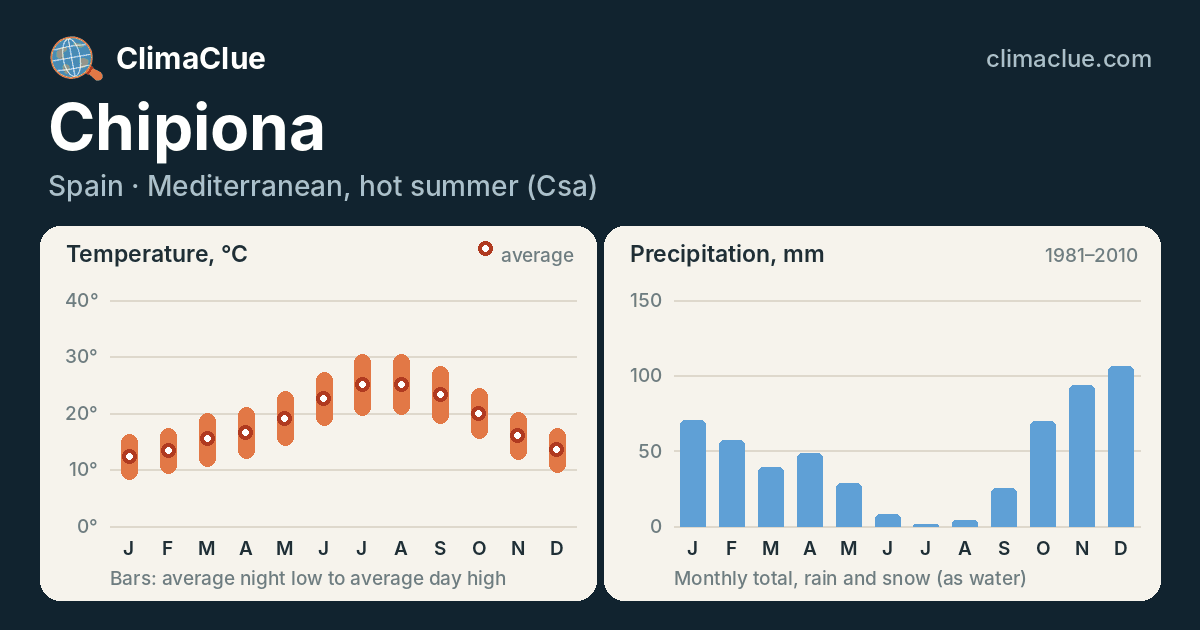 ClimaClue
climaclue.com
Chipiona
Spain · Mediterranean, hot summer (Csa)
Temperature, °C
average
40°
30°
20°
10°
0°
J F M A M J J A S O N D
Bars: average night low to average day high
Precipitation, mm
1981–2010
150
100
50
0
J F M A M J J A S O N D
Monthly total, rain and snow (as water)